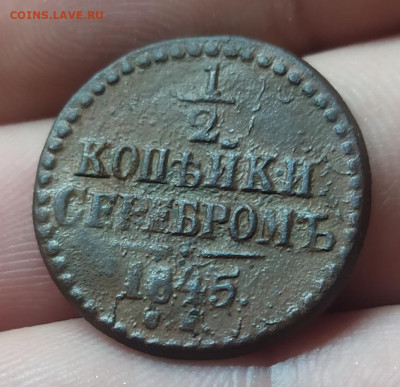 COINS.LAVE.RU
1/2
КОПѢЙКИ
СЕРЕБРОМЪ
1845.